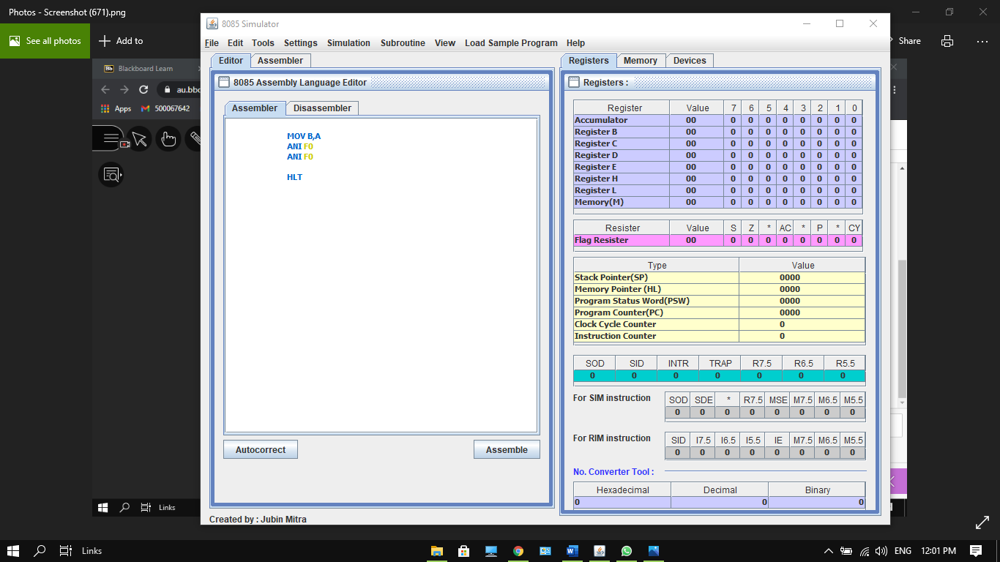 Photos - Screenshot (671).png
See all photos
Add to
Share
Blackboard Learn
au.bbc
Apps
500067642
8085 Simulator
File Edit Tools Settings Simulation Subroutine View Load Sample Program Help
Editor Assembler
8085 Assembly Language Editor
Assembler Disassembler
MOV B,A
ANI F0
ANI F0
HLT
Autocorrect Assemble
Created by : Jubin Mitra
Registers Memory Devices
Registers :
Register Value 7 6 5 4 3 2 1 0
Accumulator 00 0 0 0 0 0 0 0 0
Register B 00 0 0 0 0 0 0 0 0
Register C 00 0 0 0 0 0 0 0 0
Register D 00 0 0 0 0 0 0 0 0
Register E 00 0 0 0 0 0 0 0 0
Register H 00 0 0 0 0 0 0 0 0
Register L 00 0 0 0 0 0 0 0 0
Memory(M) 00 0 0 0 0 0 0 0 0
Resister Value S Z * AC * P * CY
Flag Resister 00 0 0 0 0 0 0 0 0
Type Value
Stack Pointer(SP) 0000
Memory Pointer (HL) 0000
Program Status Word(PSW) 0000
Program Counter(PC) 0000
Clock Cycle Counter 0
Instruction Counter 0
SOD SID INTR TRAP R7.5 R6.5 R5.5
0 0 0 0 0 0 0
For SIM instruction
SOD SDE * R7.5 MSE M7.5 M6.5 M5.5
0 0 0 0 0 0 0 0
For RIM instruction
SID I7.5 I6.5 I5.5 IE M7.5 M6.5 M5.5
0 0 0 0 0 0 0 0
No. Converter Tool :
Hexadecimal Decimal Binary
0 0 0
Links
Links
ENG 12:01 PM